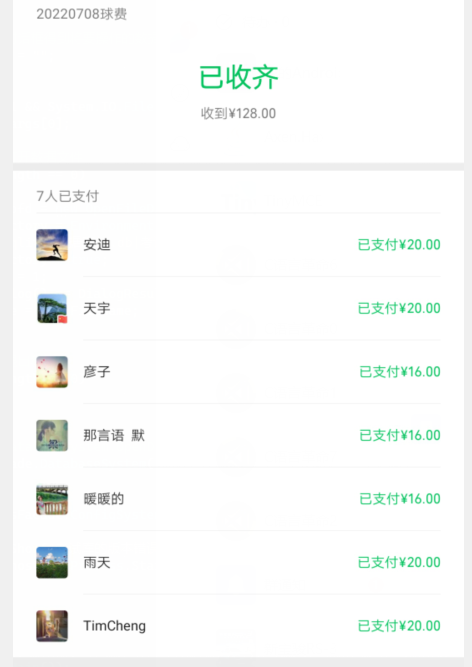 20220708球费
已收齐
收到¥128.00
7人已支付
安迪 已支付¥20.00
天宇 已支付¥20.00
彦子 已支付¥16.00
那言语 默 已支付¥16.00
暖暖的 已支付¥16.00
雨天 已支付¥20.00
TimCheng 已支付¥20.00